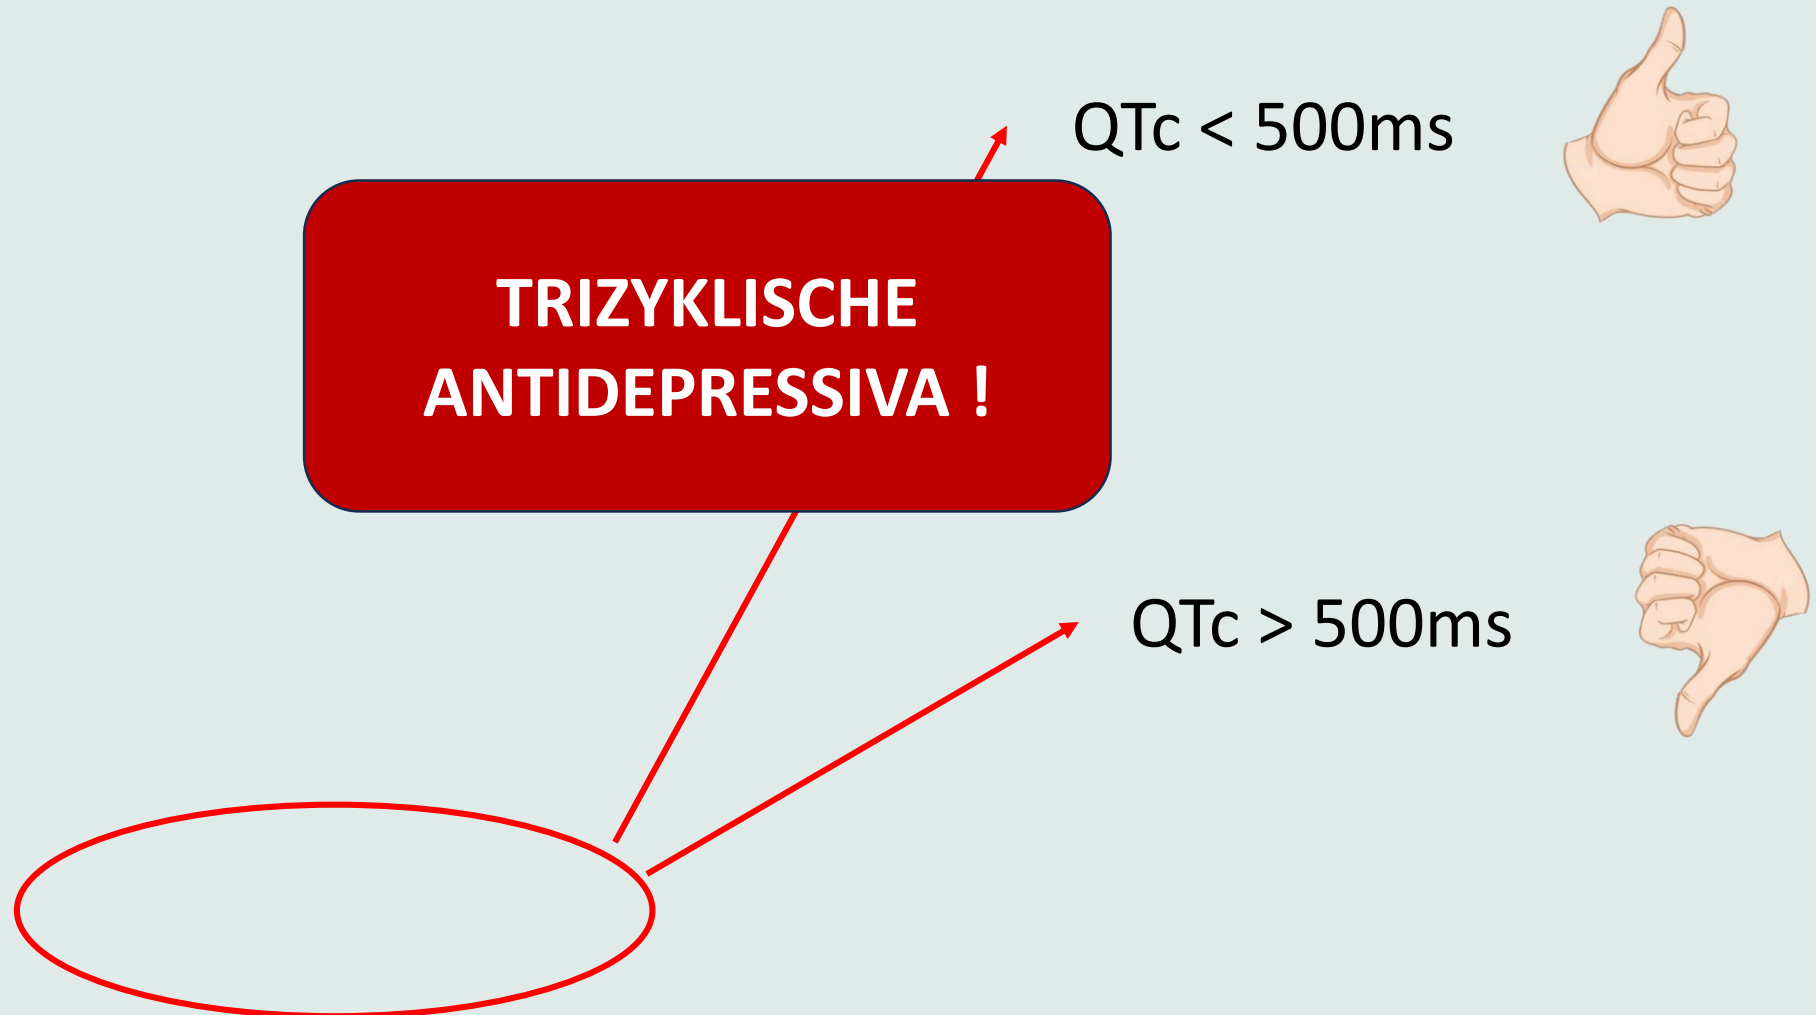 QTc < 500ms
TRIZYKLISCHE
ANTIDEPRESSIVA !
QTc > 500ms